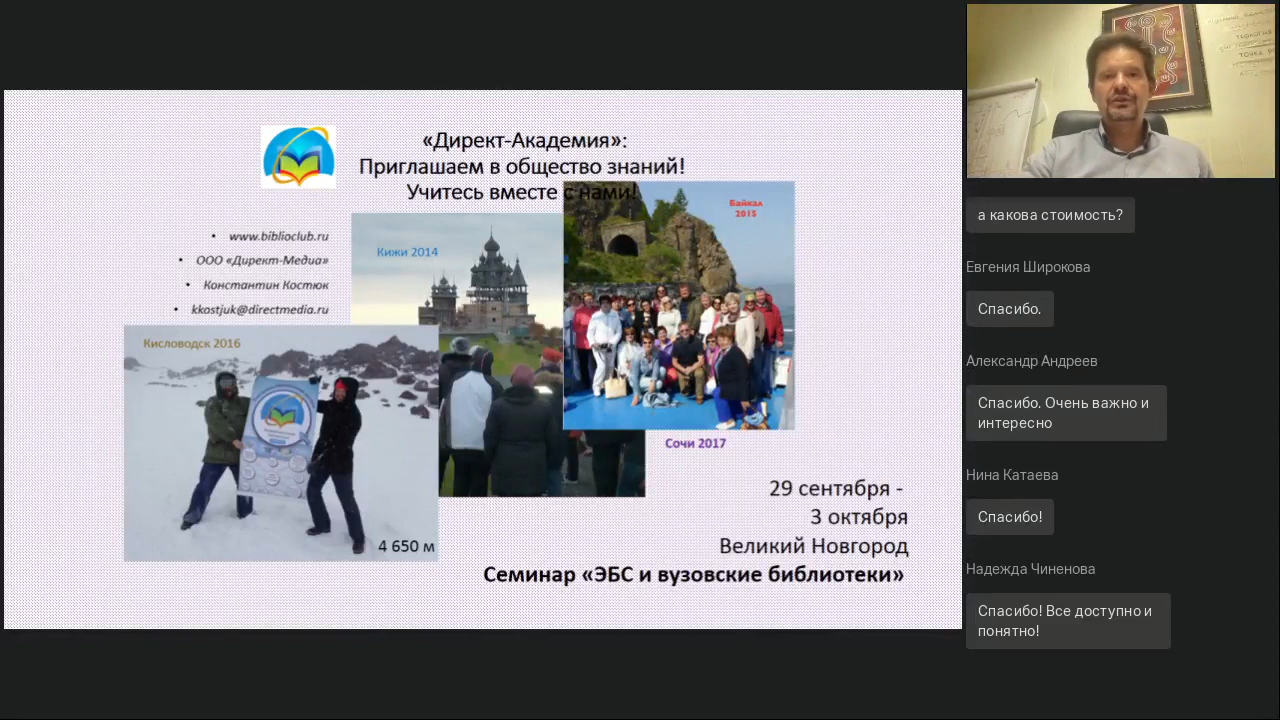 «Директ-Академия»:
Приглашаем в общество знаний!
Учитесь вместе с нами!
• www.biblioclub.ru
• ООО «Директ-Медиа»
• Константин Костюк
• kkostjuk@directmedia.ru
Кижи 2014
Байкал
2015
Кисловодск 2016
4 650 м
Сочи 2017
29 сентября -
3 октября
Великий Новгород
Семинар «ЭБС и вузовские библиотеки»
а какова стоимость?
Евгения Широкова
Спасибо.
Александр Андреев
Спасибо. Очень важно и
интересно
Нина Катаева
Спасибо!
Надежда Чиненова
Спасибо! Все доступно и
понятно!